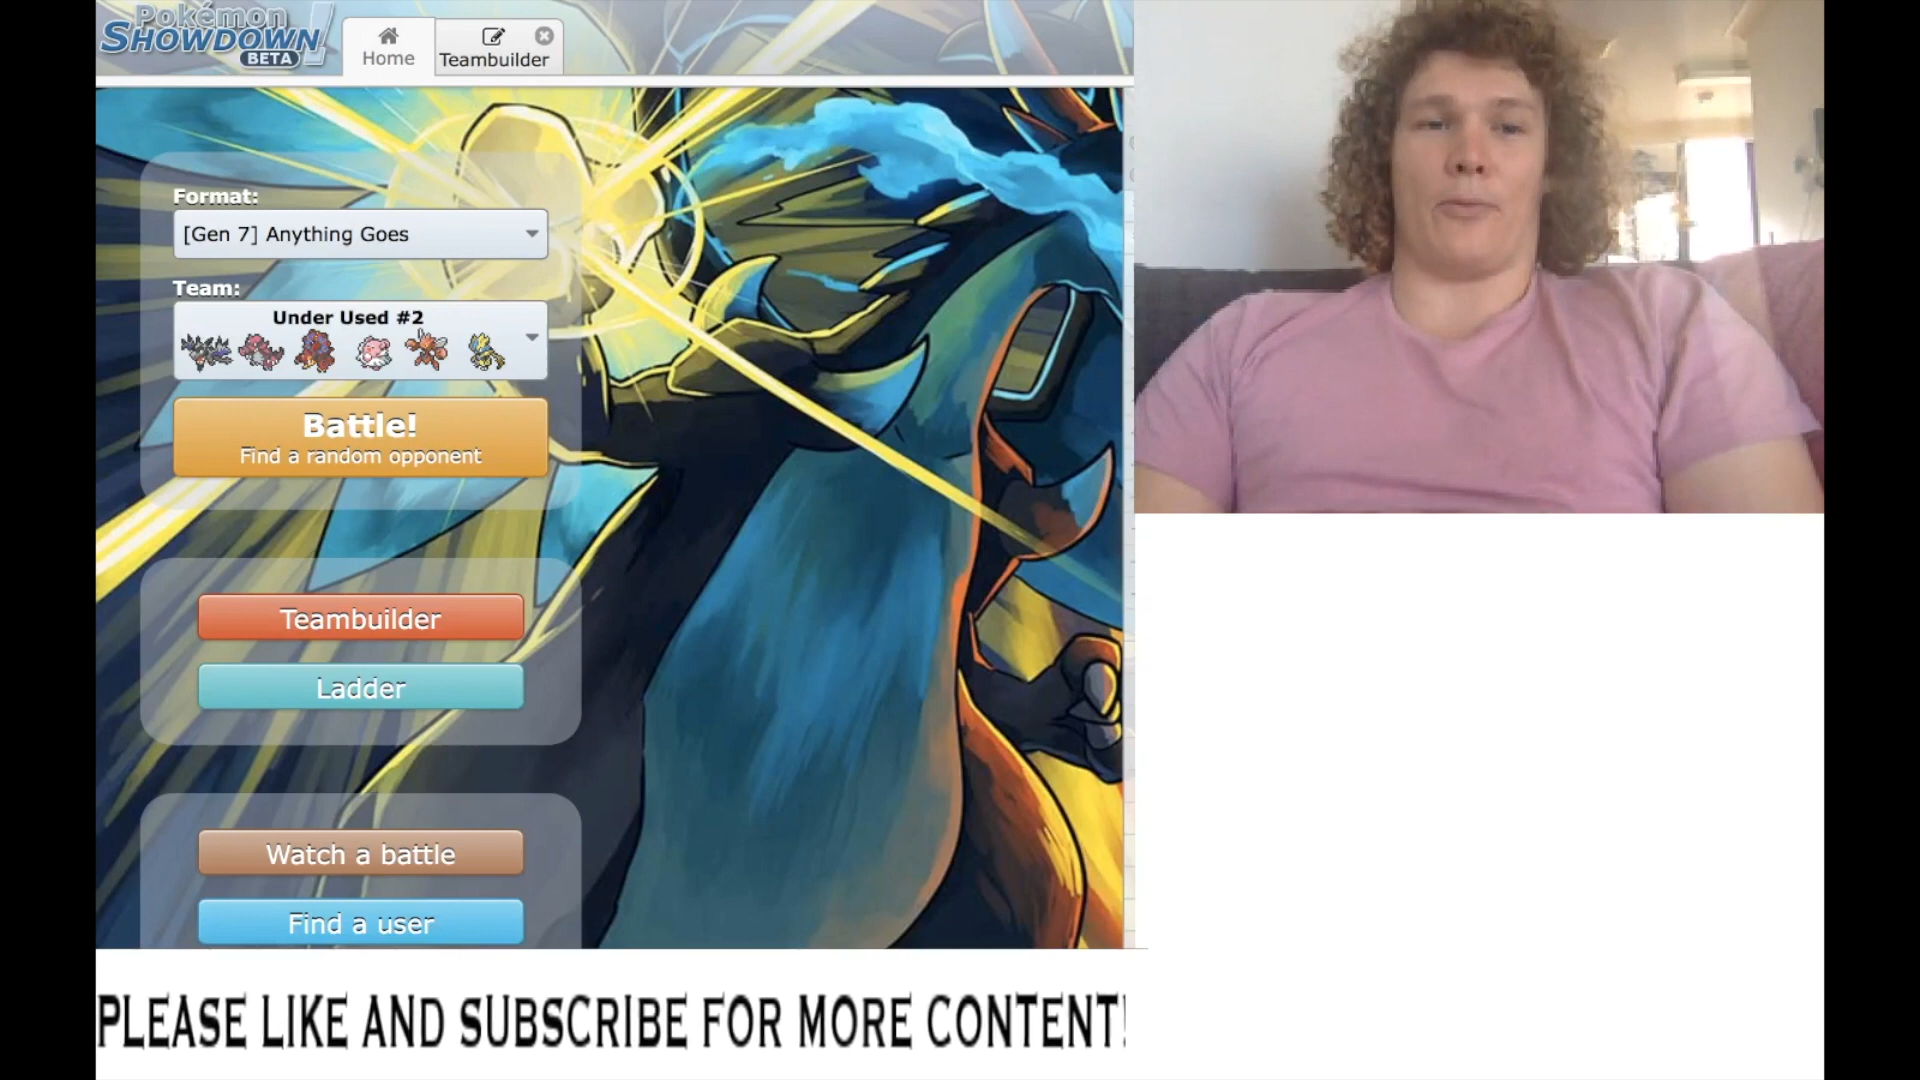 Pokémon
SHOWDOWN!
BETA
Home
Teambuilder
Format:
[Gen 7] Anything Goes
Team:
Under Used #2
Battle!
Find a random opponent
Teambuilder
Ladder
Watch a battle
Find a user
PLEASE LIKE AND SUBSCRIBE FOR MORE CONTENT!